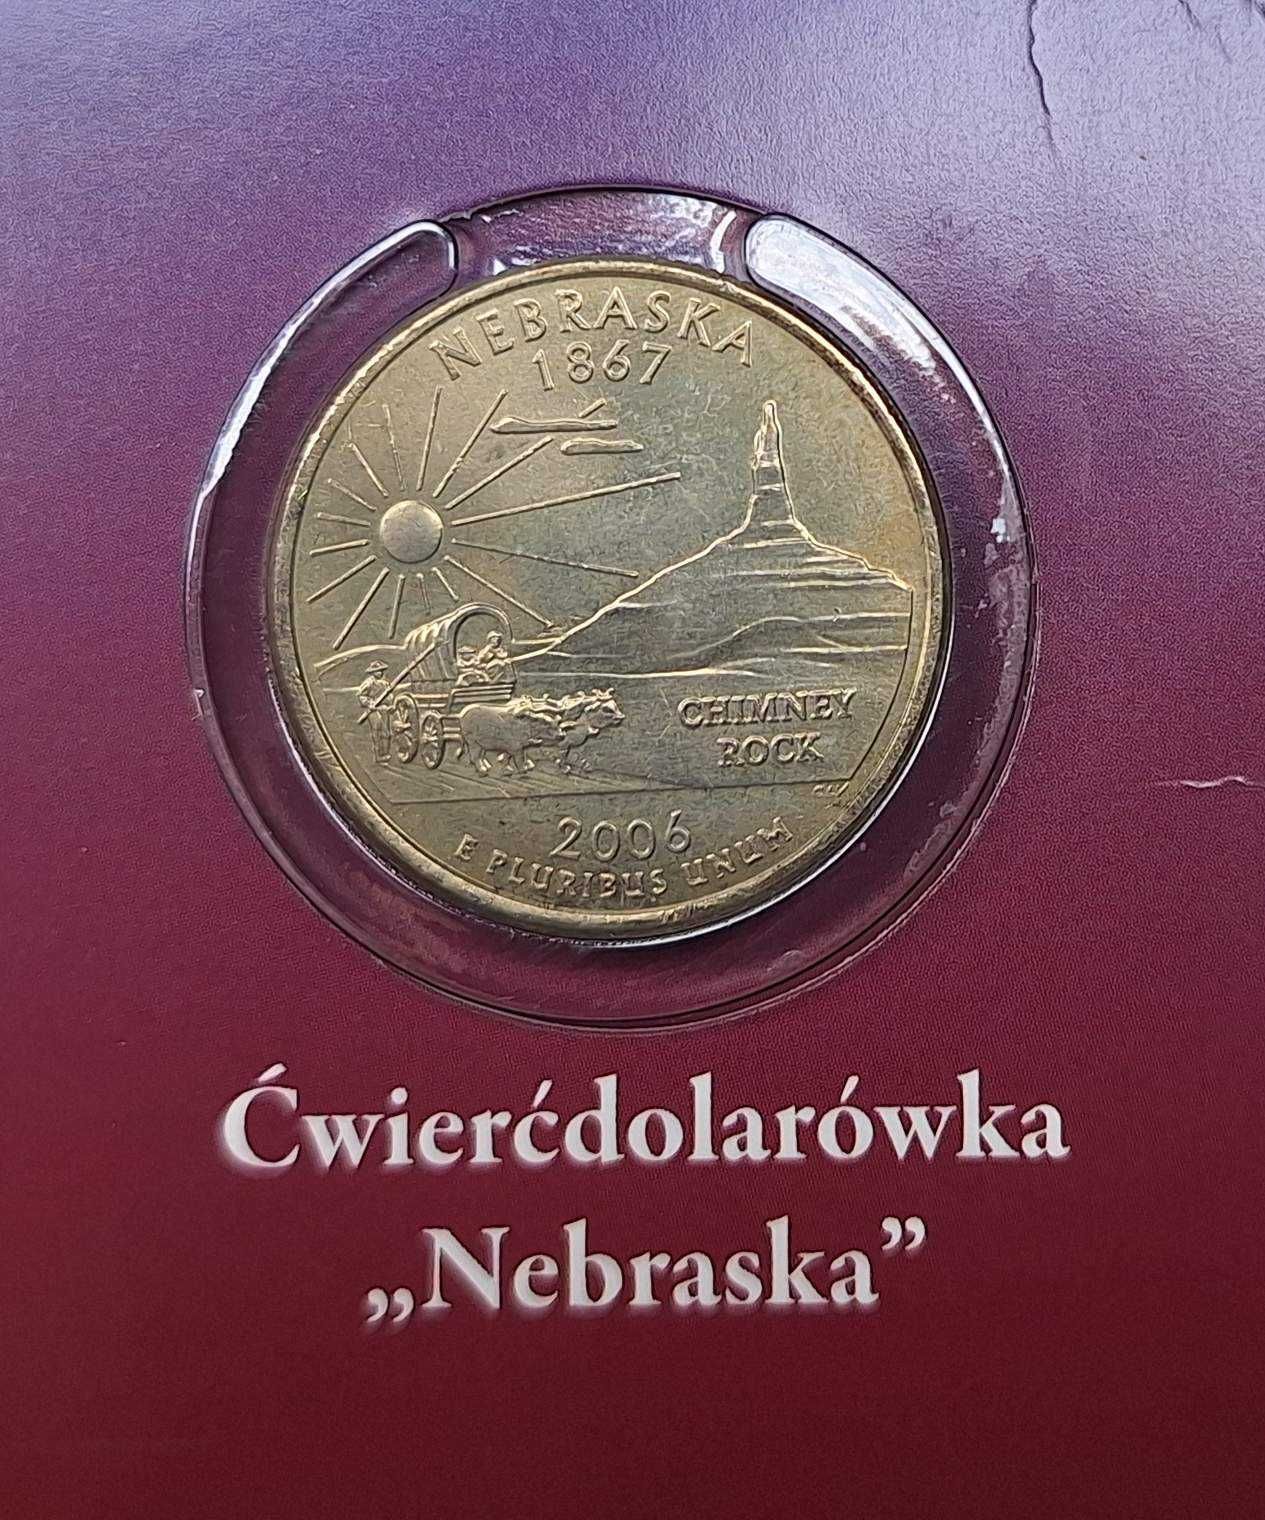 NEBRASKA
1867
CHIMNEY
ROCK
2006
E PLURIBUS UNUM
Ćwierćdolarówka
„Nebraska”